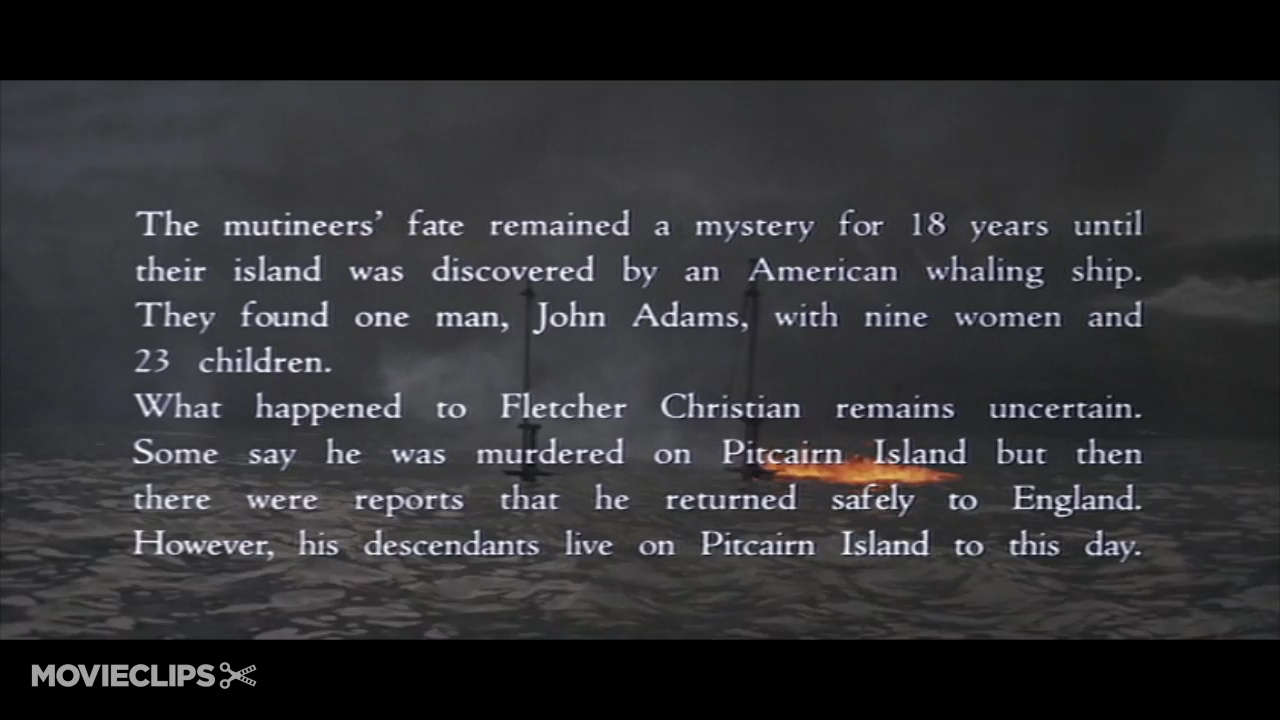 The mutineers' fate remained a mystery for 18 years until
their island was discovered by an American whaling ship.
They found one man, John Adams, with nine women and
23 children.
What happened to Fletcher Christian remains uncertain.
Some say he was murdered on Pitcairn Island but then
there were reports that he returned safely to England.
However, his descendants live on Pitcairn Island to this day.
MOVIECLIPS